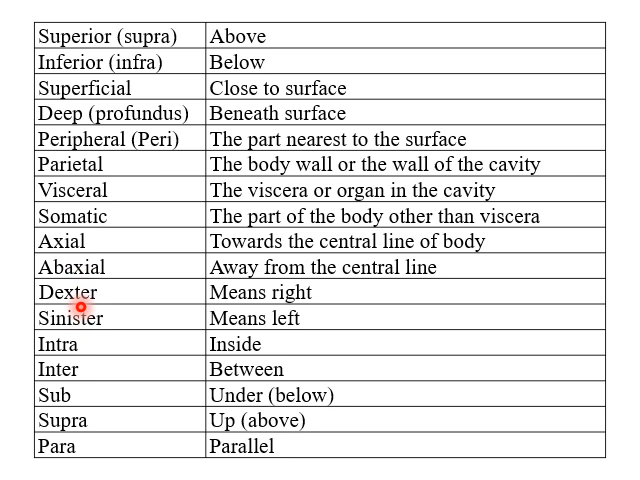 Superior (supra) Above
Inferior (infra) Below
Superficial Close to surface
Deep (profundus) Beneath surface
Peripheral (Peri) The part nearest to the surface
Parietal The body wall or the wall of the cavity
Visceral The viscera or organ in the cavity
Somatic The part of the body other than viscera
Axial Towards the central line of body
Abaxial Away from the central line
Dexter Means right
Sinister Means left
Intra Inside
Inter Between
Sub Under (below)
Supra Up (above)
Para Parallel